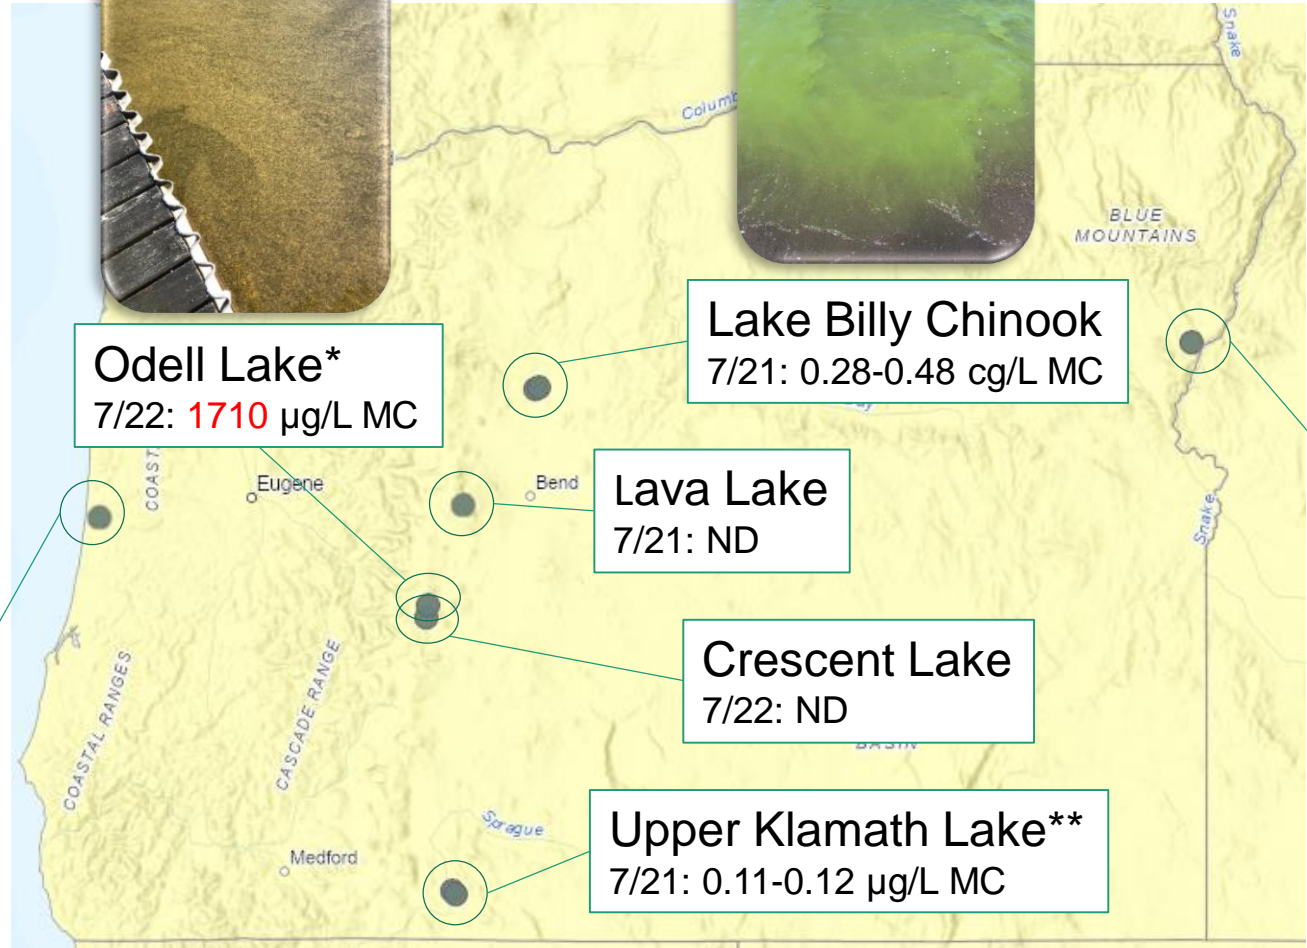 Snake
Columb
BLUE
MOUNTAINS
Lake Billy Chinook
7/21: 0.28-0.48 cg/L MC
Odell Lake*
7/22: 1710 µg/L MC
COAST
Eugene
Bend
Lava Lake
7/21: ND
Snake
Crescent Lake
7/22: ND
COASTAL RANGES
CASCADE RANGE
BASIN
Sprague
Upper Klamath Lake**
7/21: 0.11-0.12 µg/L MC
Medford